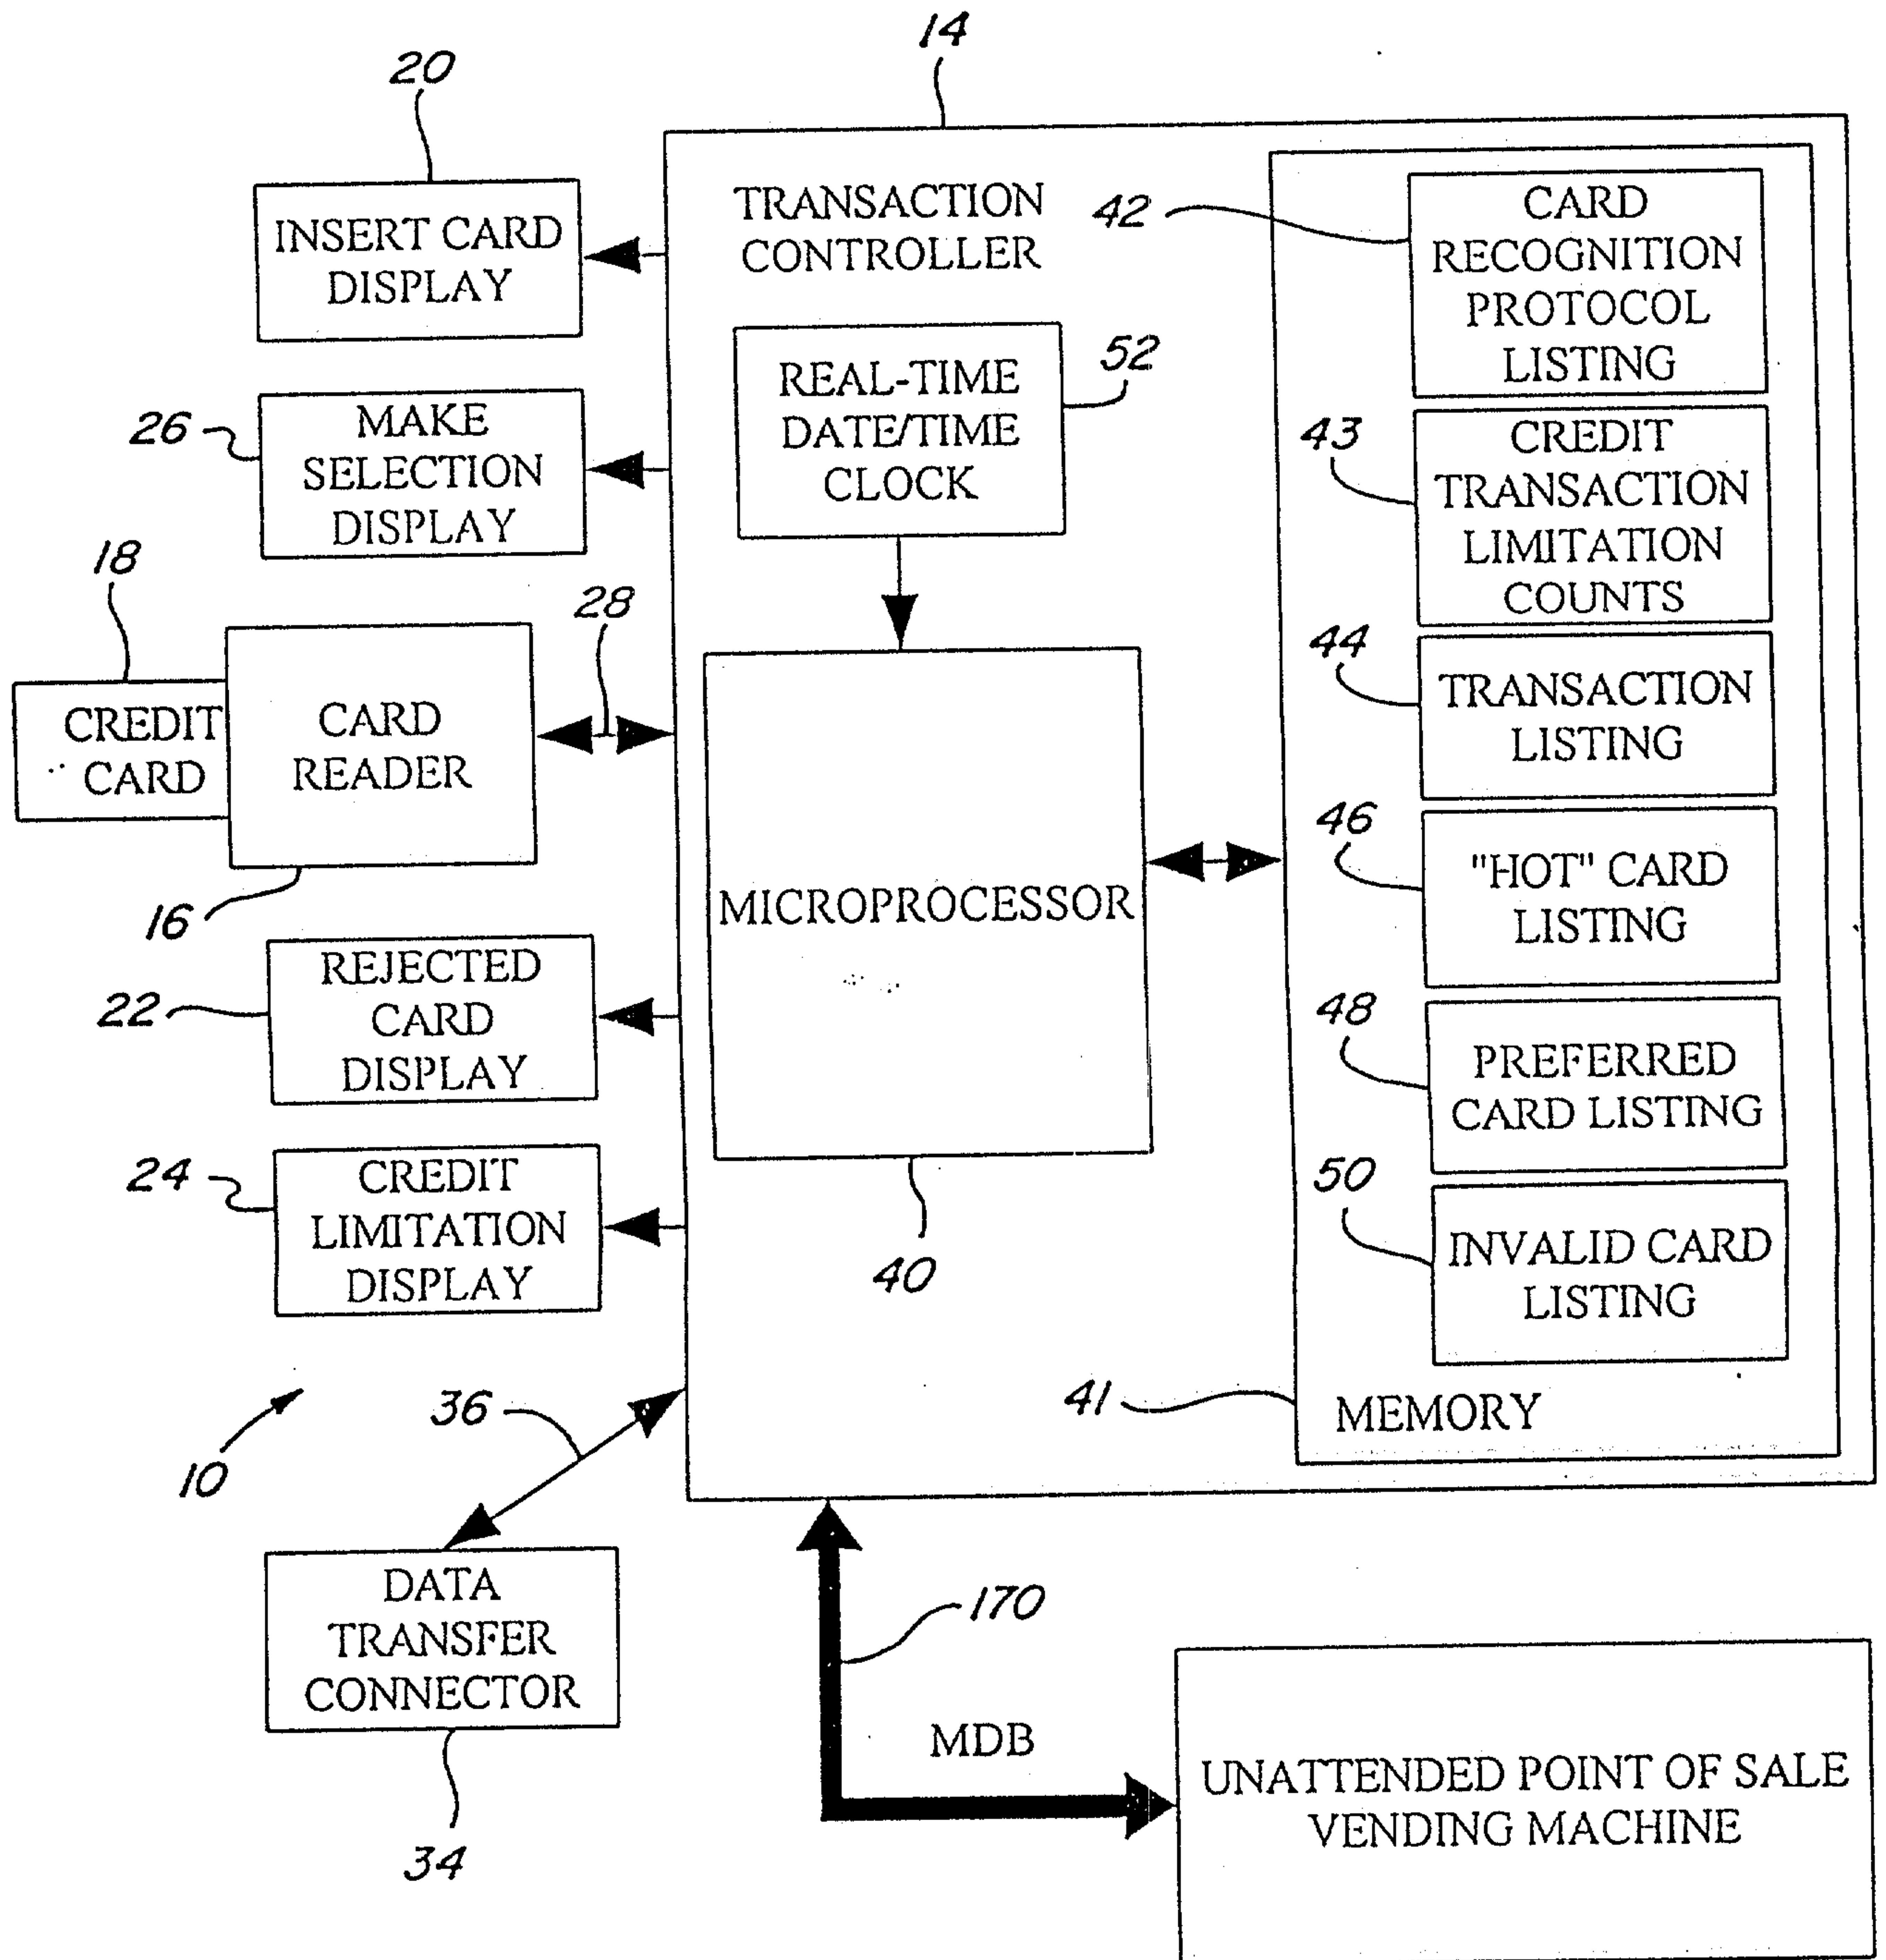 14
20
INSERT CARD
DISPLAY
TRANSACTION
CONTROLLER
42
CARD
RECOGNITION
PROTOCOL
LISTING
26
MAKE
SELECTION
DISPLAY
REAL-TIME
DATE/TIME
CLOCK
52
43
CREDIT
TRANSACTION
LIMITATION
COUNTS
18
CREDIT
CARD
CARD
READER
28
16
44
TRANSACTION
LISTING
MICROPROCESSOR
46
"HOT" CARD
LISTING
22
REJECTED
CARD
DISPLAY
48
PREFERRED
CARD LISTING
24
CREDIT
LIMITATION
DISPLAY
40
50
INVALID CARD
LISTING
10
36
41
MEMORY
DATA
TRANSFER
CONNECTOR
34
170
MDB
UNATTENDED POINT OF SALE
VENDING MACHINE